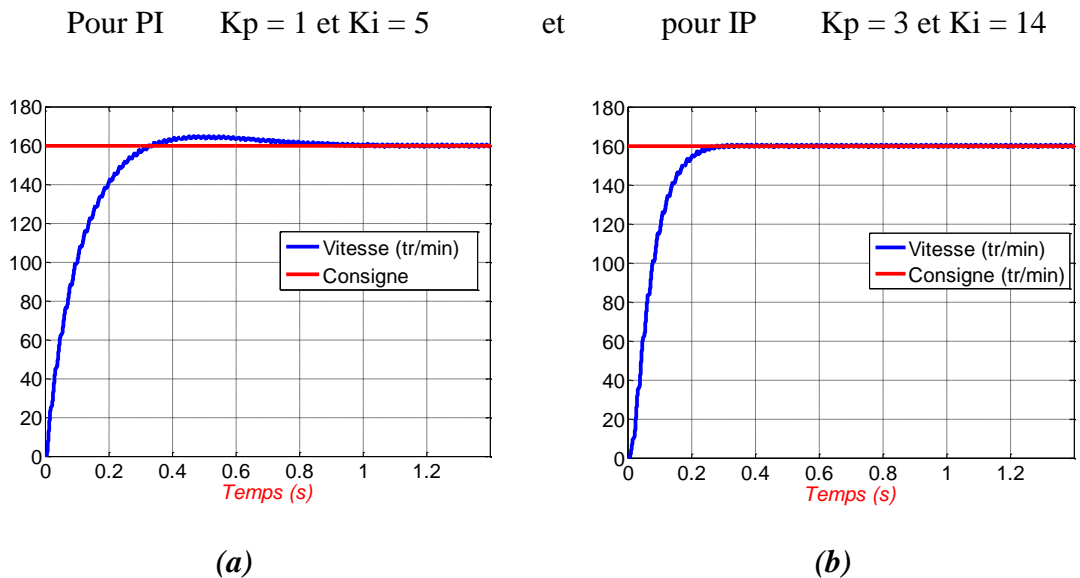 Pour PI Kp = 1 et Ki = 5 et pour IP Kp = 3 et Ki = 14
180
160
140
120
100
80
60
40
20
0
0 0.2 0.4 0.6 0.8 1 1.2
Temps (s)
Vitesse (tr/min)
Consigne
(a)
180
160
140
120
100
80
60
40
20
0
0 0.2 0.4 0.6 0.8 1 1.2
Temps (s)
Vitesse (tr/min)
Consigne (tr/min)
(b)